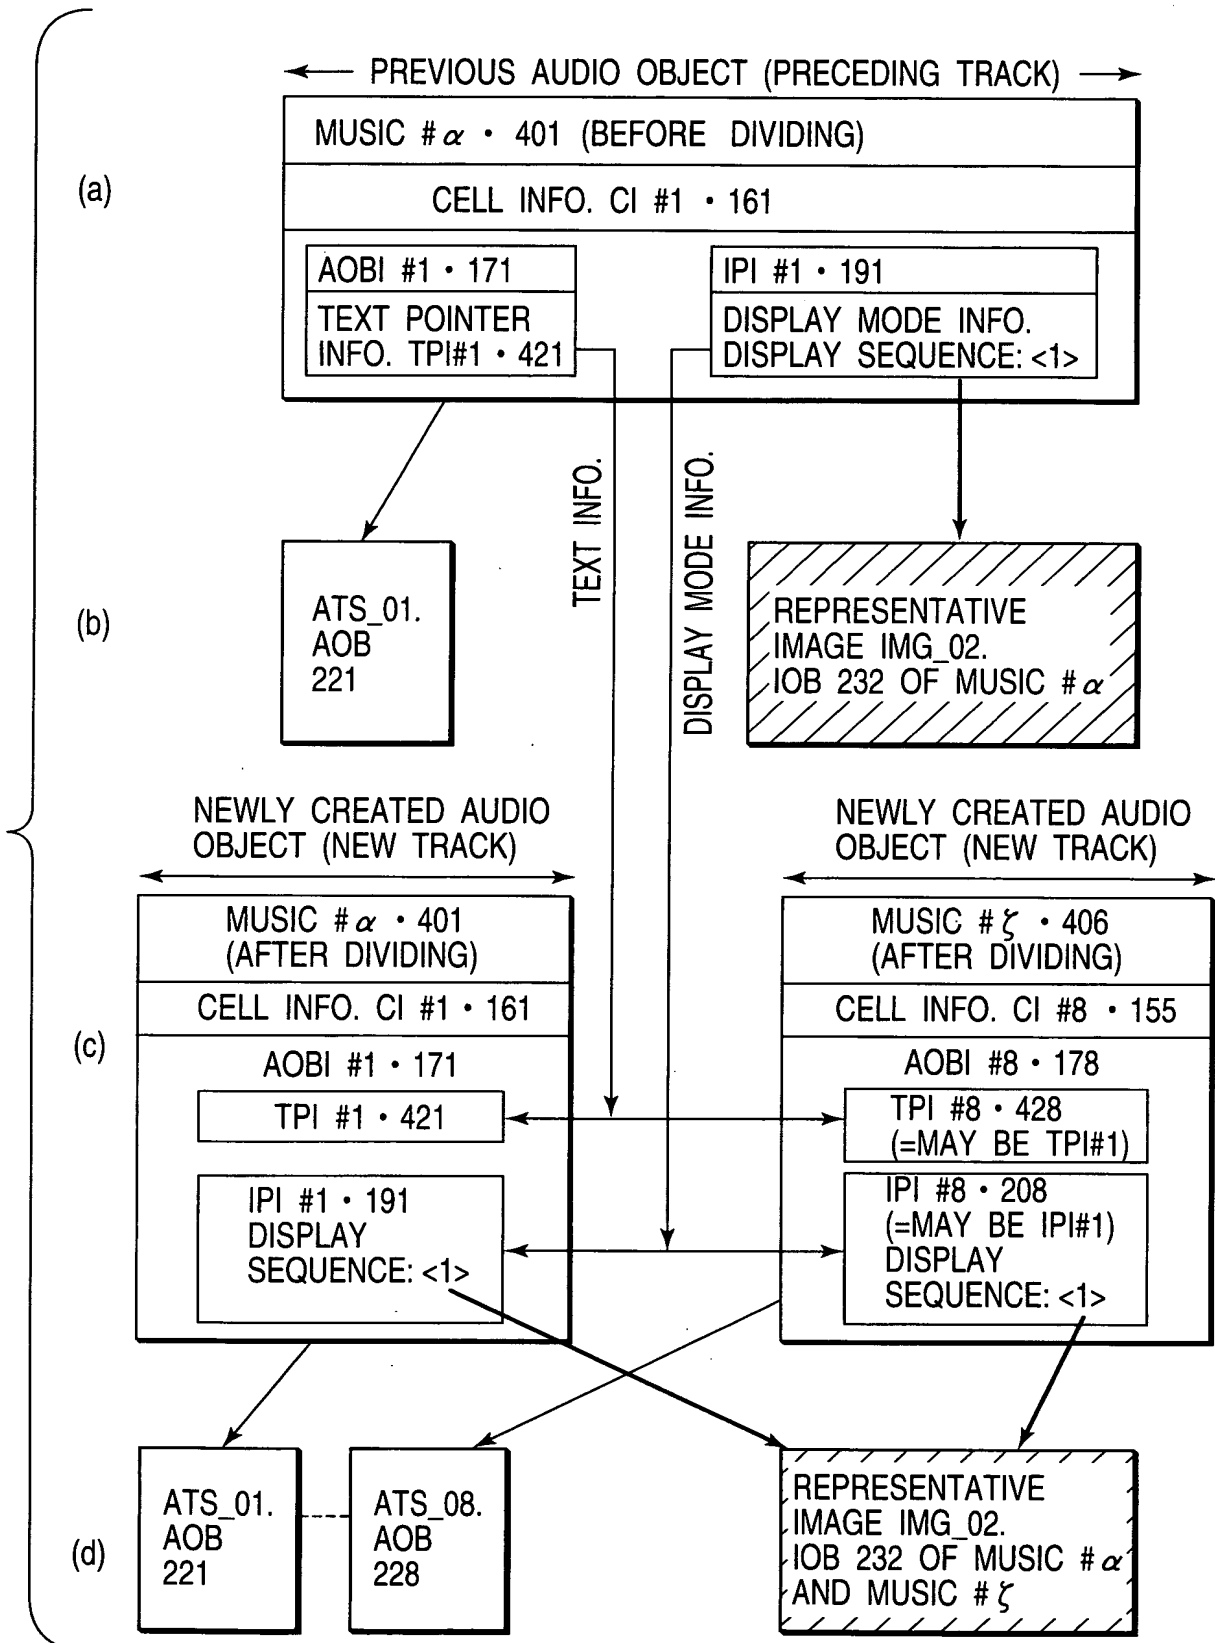 PREVIOUS AUDIO OBJECT (PRECEDING TRACK)
MUSIC #α • 401 (BEFORE DIVIDING)
(a)
CELL INFO. CI #1 • 161
AOBI #1 • 171
TEXT POINTER
INFO. TPI#1 • 421
IPI #1 • 191
DISPLAY MODE INFO.
DISPLAY SEQUENCE: <1>
TEXT INFO.
DISPLAY MODE INFO.
(b)
ATS_01.
AOB
221
REPRESENTATIVE
IMAGE IMG_02.
IOB 232 OF MUSIC #α
NEWLY CREATED AUDIO
OBJECT (NEW TRACK)
NEWLY CREATED AUDIO
OBJECT (NEW TRACK)
(c)
MUSIC #α • 401
(AFTER DIVIDING)
CELL INFO. CI #1 • 161
AOBI #1 • 171
TPI #1 • 421
IPI #1 • 191
DISPLAY
SEQUENCE: <1>
MUSIC #ζ • 406
(AFTER DIVIDING)
CELL INFO. CI #8 • 155
AOBI #8 • 178
TPI #8 • 428
(=MAY BE TPI#1)
IPI #8 • 208
(=MAY BE IPI#1)
DISPLAY
SEQUENCE: <1>
(d)
ATS_01.
AOB
221
ATS_08.
AOB
228
REPRESENTATIVE
IMAGE IMG_02.
IOB 232 OF MUSIC #α
AND MUSIC #ζ